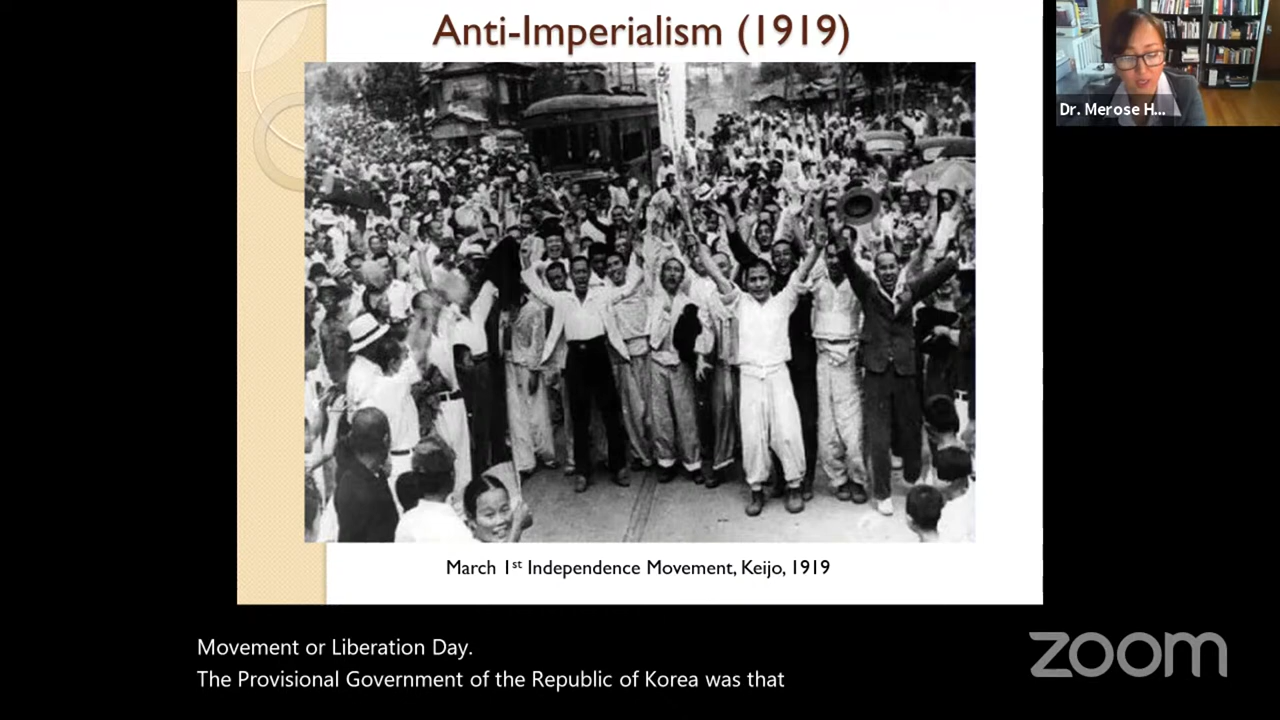 Anti-Imperialism (1919)
Dr. Merose H...
March 1st Independence Movement, Keijo, 1919
Movement or Liberation Day.
The Provisional Government of the Republic of Korea was that
zoom